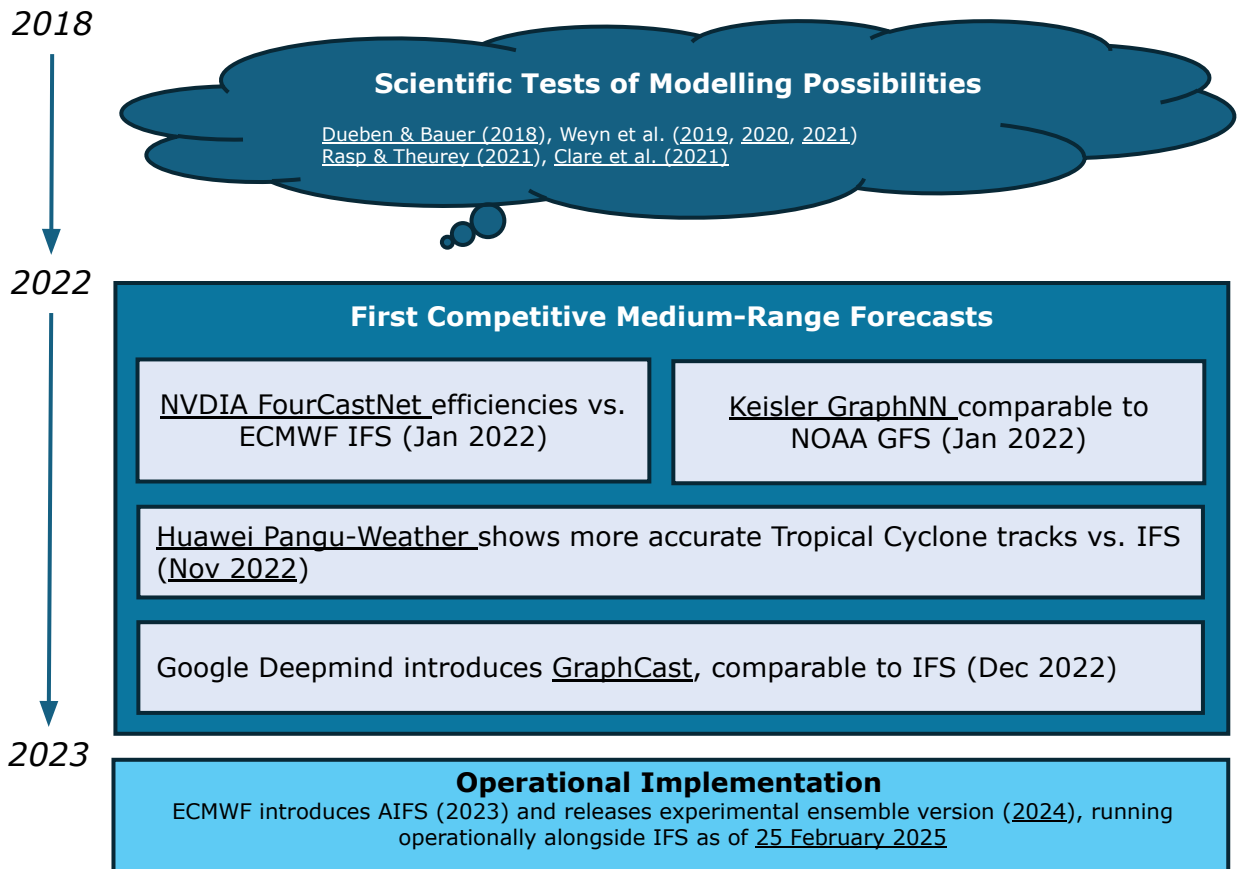 2018
Scientific Tests of Modelling Possibilities
Dueben & Bauer (2018), Weyn et al. (2019, 2020, 2021)
Rasp & Theurey (2021), Clare et al. (2021)
2022
First Competitive Medium-Range Forecasts
NVDIA FourCastNet efficiencies vs.
ECMWF IFS (Jan 2022)
Keisler GraphNN comparable to
NOAA GFS (Jan 2022)
Huawei Pangu-Weather shows more accurate Tropical Cyclone tracks vs. IFS
(Nov 2022)
Google Deepmind introduces GraphCast, comparable to IFS (Dec 2022)
2023
Operational Implementation
ECMWF introduces AIFS (2023) and releases experimental ensemble version (2024), running
operationally alongside IFS as of 25 February 2025